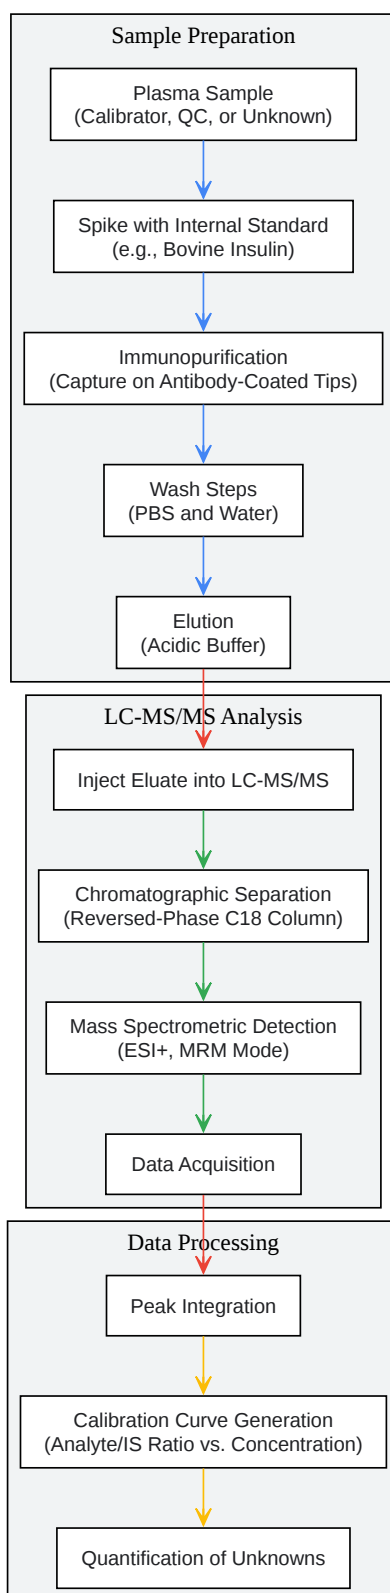 Sample Preparation
Plasma Sample
(Calibrator, QC, or Unknown)
Spike with Internal Standard
(e.g., Bovine Insulin)
Immunopurification
(Capture on Antibody-Coated Tips)
Wash Steps
(PBS and Water)
Elution
(Acidic Buffer)
LC-MS/MS Analysis
Inject Eluate into LC-MS/MS
Chromatographic Separation
(Reversed-Phase C18 Column)
Mass Spectrometric Detection
(ESI+, MRM Mode)
Data Acquisition
Data Processing
Peak Integration
Calibration Curve Generation
(Analyte/IS Ratio vs. Concentration)
Quantification of Unknowns